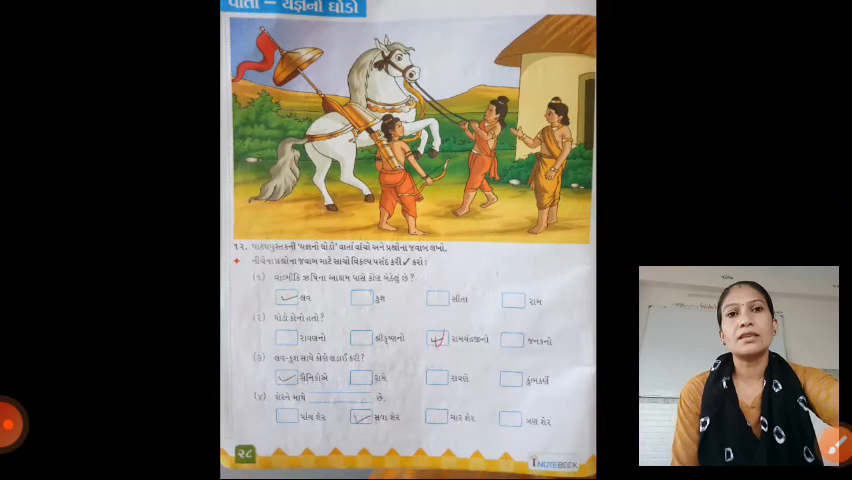 વાર્તા – યજ્ઞનો ઘોડો
૧૨. પાઠ્યપુસ્તકની 'યજ્ઞનો ઘોડો' વાર્તા વાંચો અને પ્રશ્નોના જવાબ લખો.
નીચેના પ્રશ્નોના જવાબ માટે સાચો વિકલ્પ પસંદ કરી ✓ કરો :
(૧) વાલ્મીકિ ઋષિના આશ્રમ પાસે કોણ બેઠેલું છે ?
લવ કુશ સીતા રામ
(૨) ઘોડો કોનો હતો ?
રાવણનો શ્રીકૃષ્ણનો રામચંદ્રજીનો જનકનો
(૩) લવ-કુશ સાથે કોણે લડાઈ કરી ?
સૈનિકોએ રામે રાવણે કુંભકર્ણે
(૪) શેરને માથે ____________ છે.
પાંચ શેર સવા શેર ચાર શેર ત્રણ શેર
૨૮
NOTEBOOK